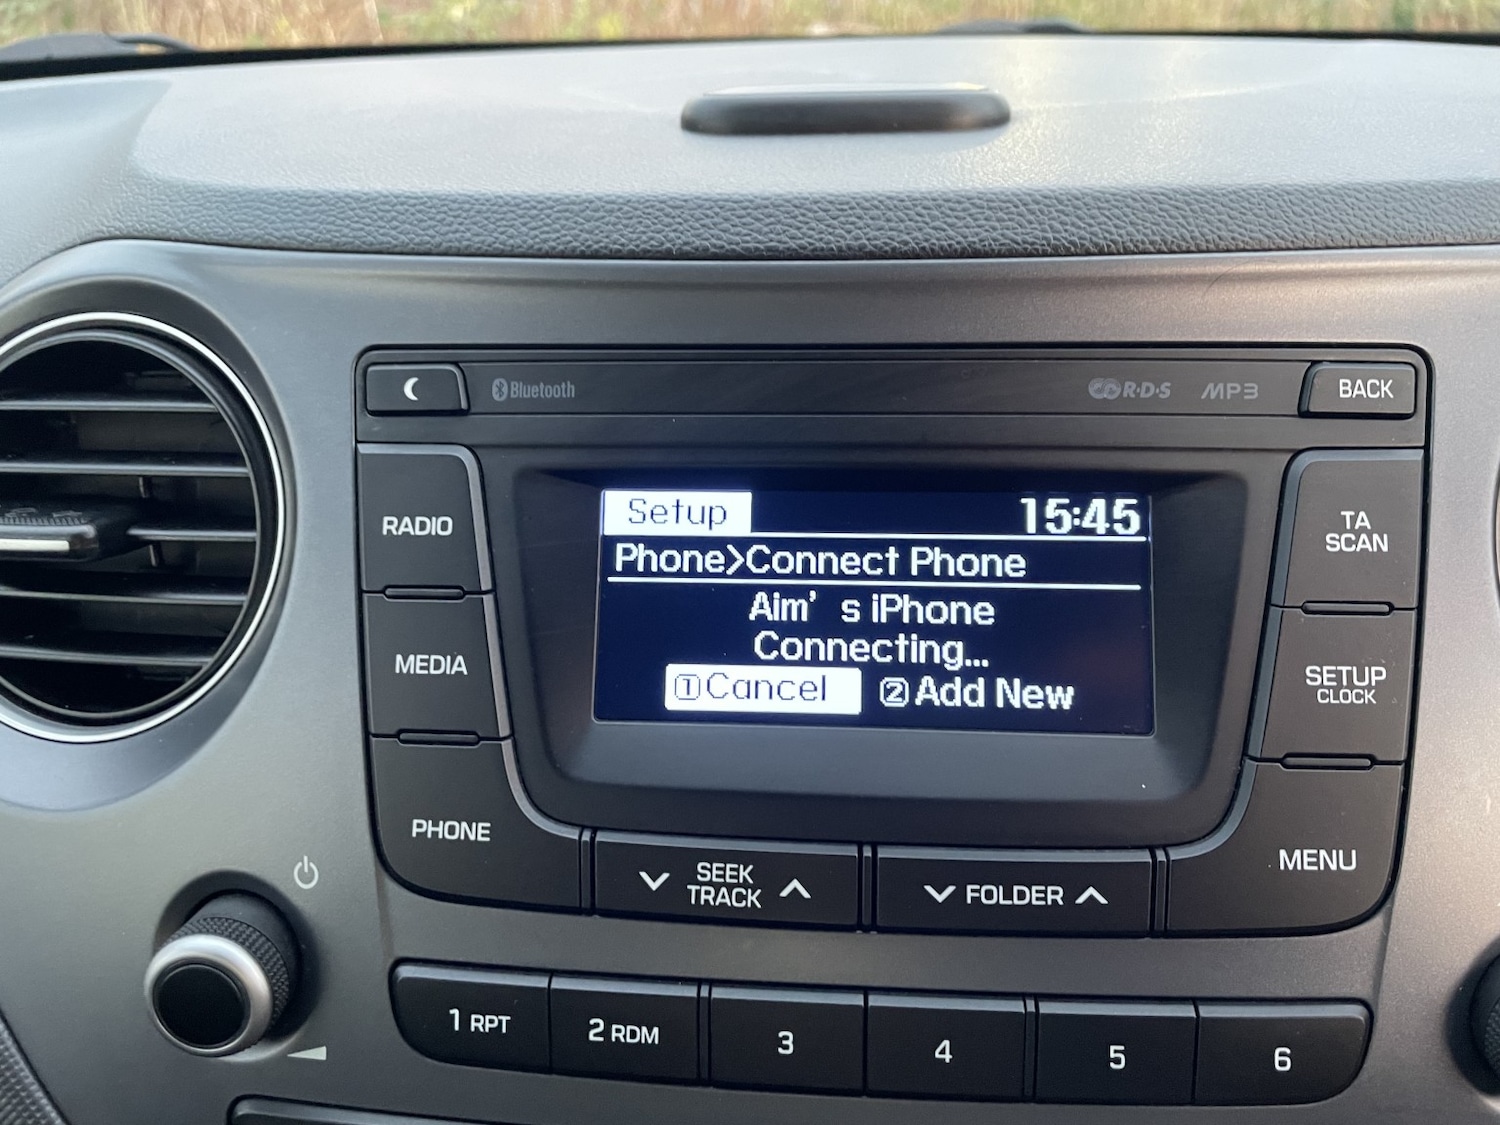 Bluetooth
R·D·S
MP3
BACK
RADIO
MEDIA
PHONE
Setup
15:45
Phone>Connect Phone
Aim's iPhone
Connecting...
①Cancel
②Add New
TA
SCAN
SETUP
CLOCK
MENU
SEEK
TRACK
FOLDER
1 RPT
2 RDM
3
4
5
6